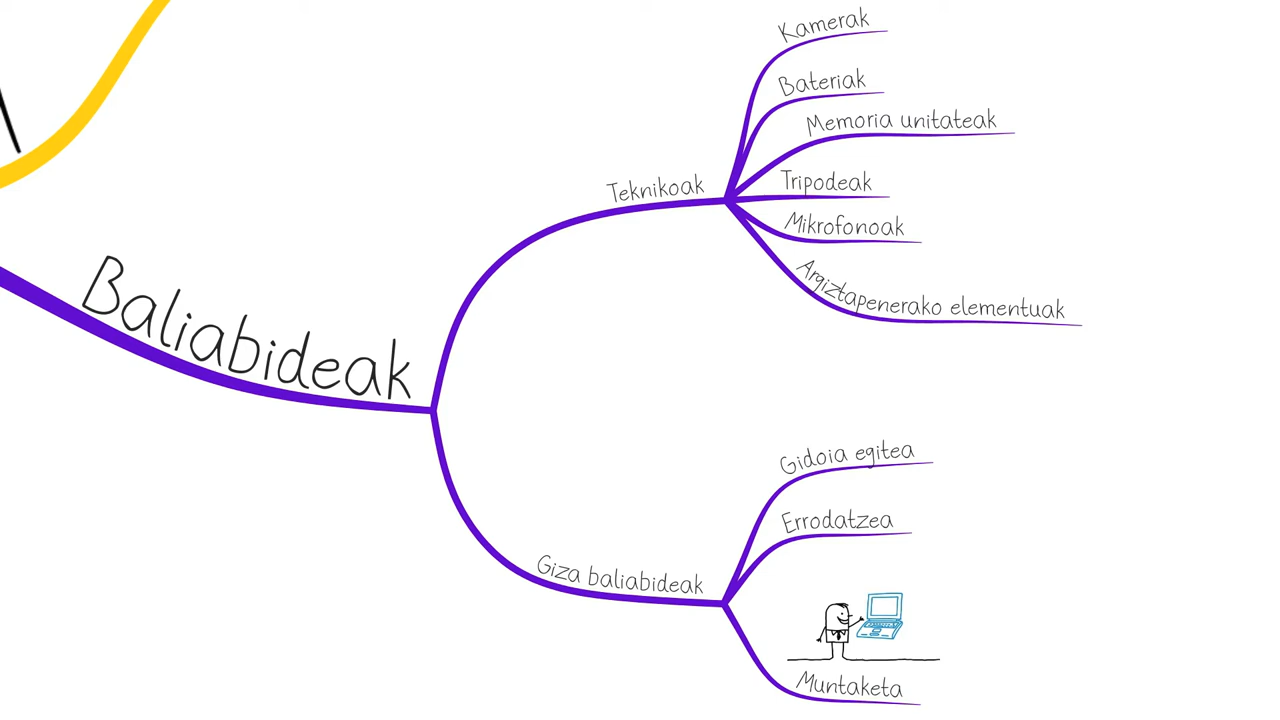 Baliabideak
Teknikoak
Kamerak
Bateriak
Memoria unitateak
Tripodeak
Mikrofonoak
Argiztapenerako elementuak
Giza baliabideak
Gidoia egitea
Errodatzea
Muntaketa